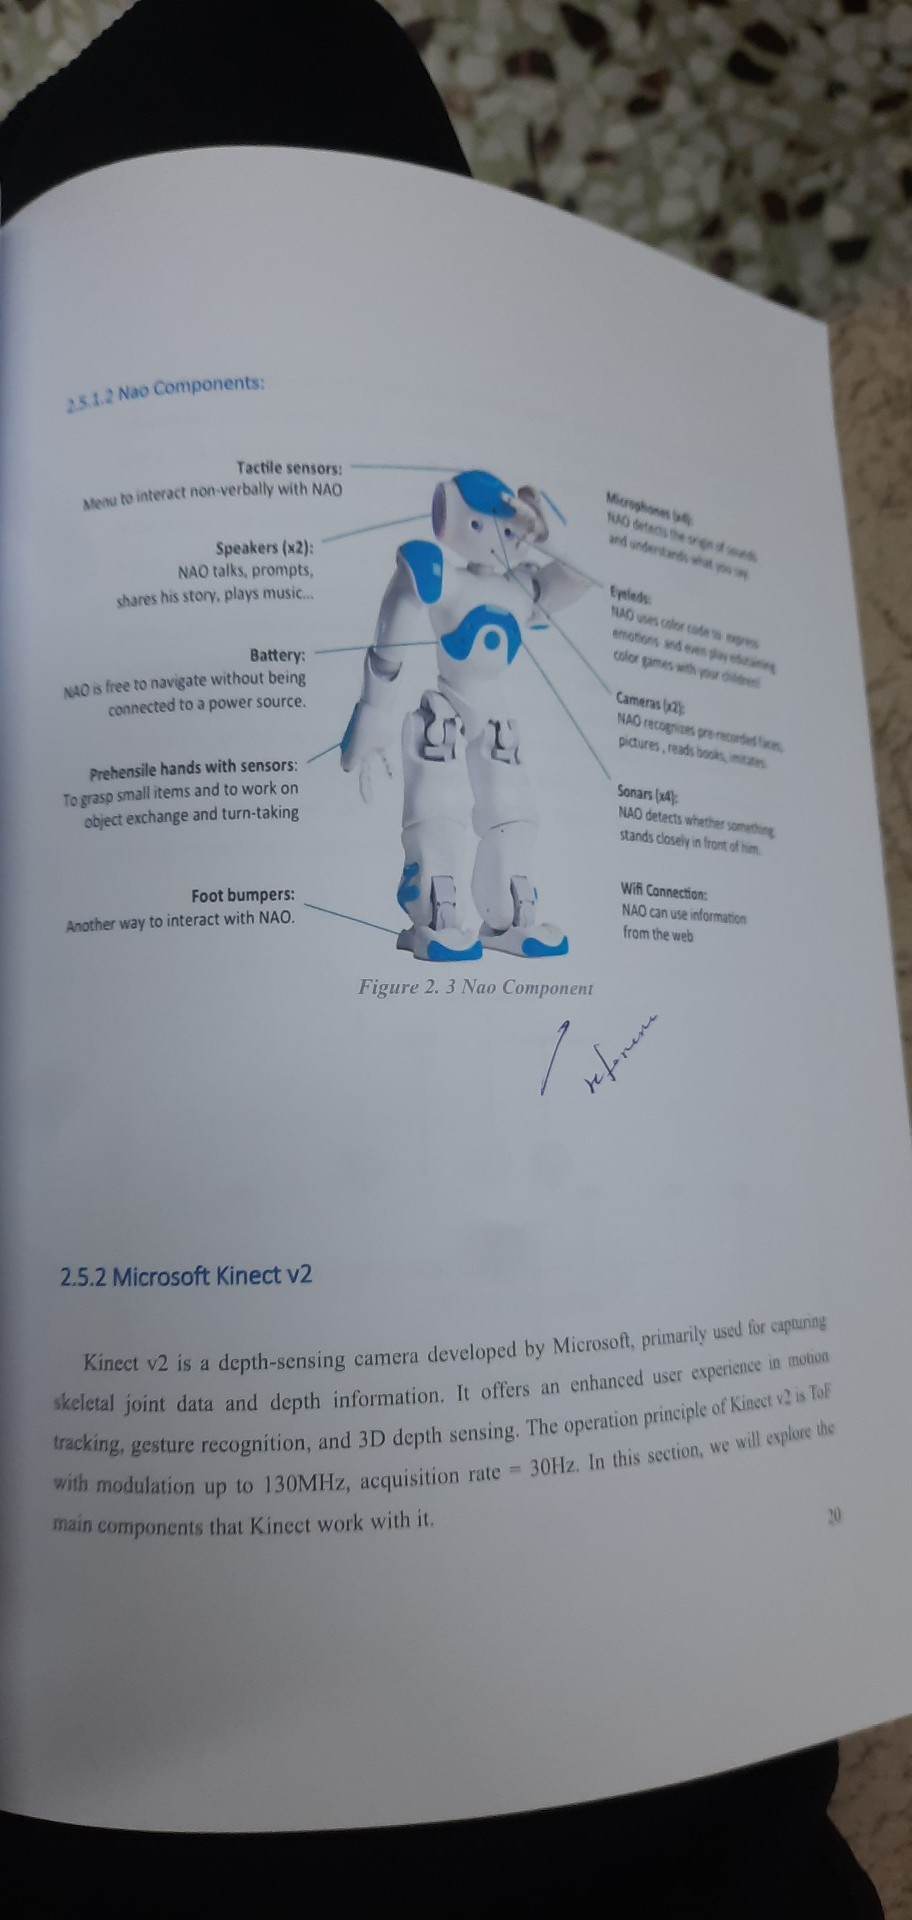 2.5.1.2 Nao Components:
Tactile sensors:
Menu to interact non-verbally with NAO
Speakers (x2):
NAO talks, prompts,
shares his story, plays music...
Battery:
NAO is free to navigate without being
connected to a power source.
Prehensile hands with sensors:
To grasp small items and to work on
object exchange and turn-taking
Foot bumpers:
Another way to interact with NAO.
Microphones (x4):
NAO detects the origin of sounds
and understands what you say
Eyeleds:
NAO uses color code to express
emotions and even play edutaining
color games with your children!
Cameras (x2):
NAO recognizes pre-recorded faces,
pictures , reads books, imitates
Sonars (x4):
NAO detects whether something
stands closely in front of him.
Wifi Connection:
NAO can use information
from the web
Figure 2. 3 Nao Component
2.5.2 Microsoft Kinect v2
Kinect v2 is a depth-sensing camera developed by Microsoft, primarily used for capturing
skeletal joint data and depth information. It offers an enhanced user experience in motion
tracking, gesture recognition, and 3D depth sensing. The operation principle of Kinect v2 is ToF
with modulation up to 130MHz, acquisition rate = 30Hz. In this section, we will explore the
main components that Kinect work with it.
20